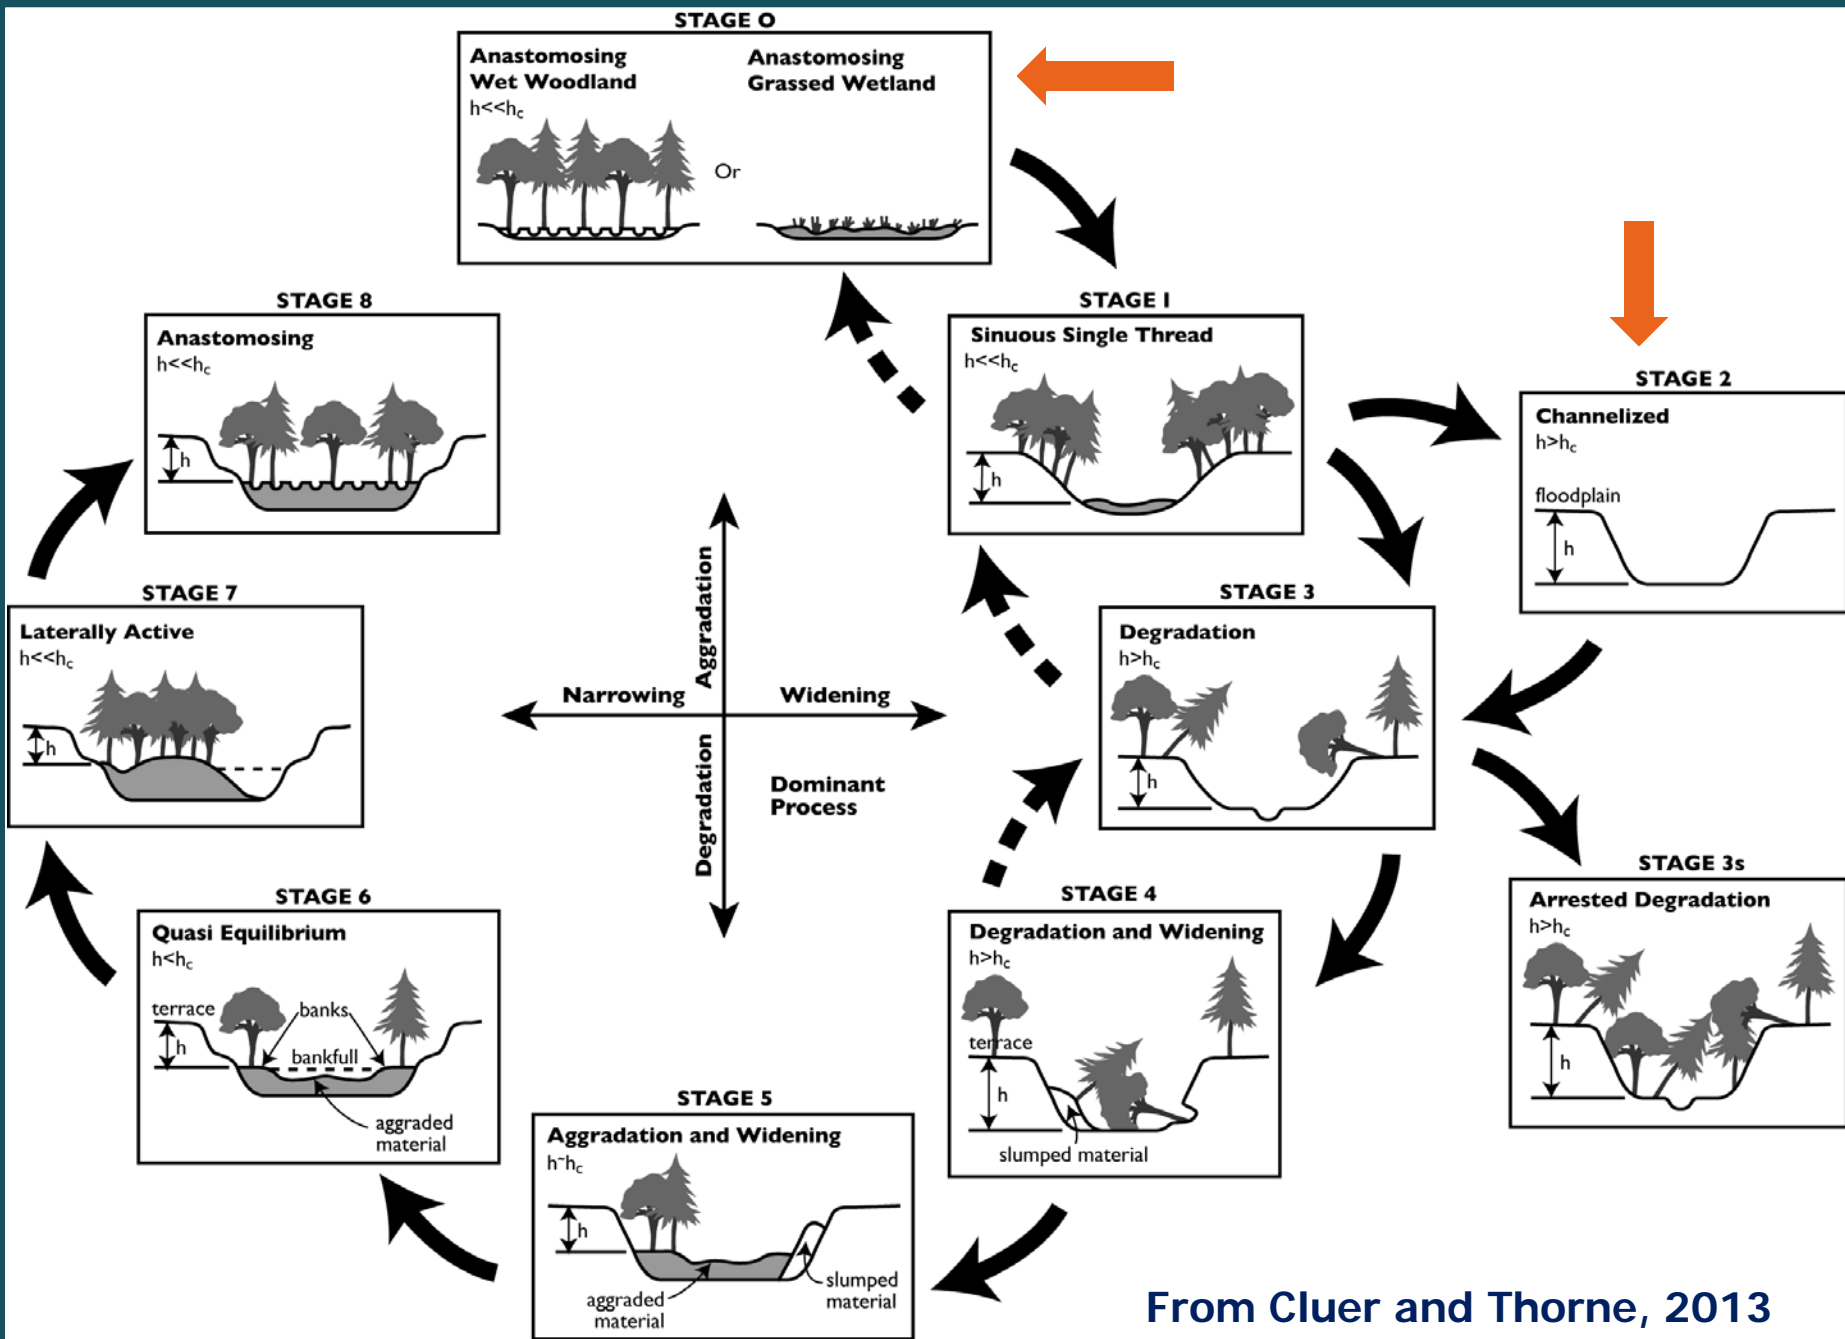 STAGE O
Anastomosing
Wet Woodland
h<<hc
Anastomosing
Grassed Wetland
Or
STAGE 8
Anastomosing
h<<hc
h
STAGE I
Sinuous Single Thread
h<<hc
h
STAGE 2
Channelized
h>hc
floodplain
h
STAGE 7
Laterally Active
h<<hc
h
Aggradation
Narrowing
Widening
Degradation
Dominant
Process
STAGE 3
Degradation
h>hc
h
STAGE 6
Quasi Equilibrium
h<hc
terrace
banks
h
bankfull
aggraded
material
STAGE 4
Degradation and Widening
h>hc
terrace
h
slumped material
STAGE 3s
Arrested Degradation
h>hc
h
STAGE 5
Aggradation and Widening
h~hc
h
aggraded
material
slumped
material
From Cluer and Thorne, 2013